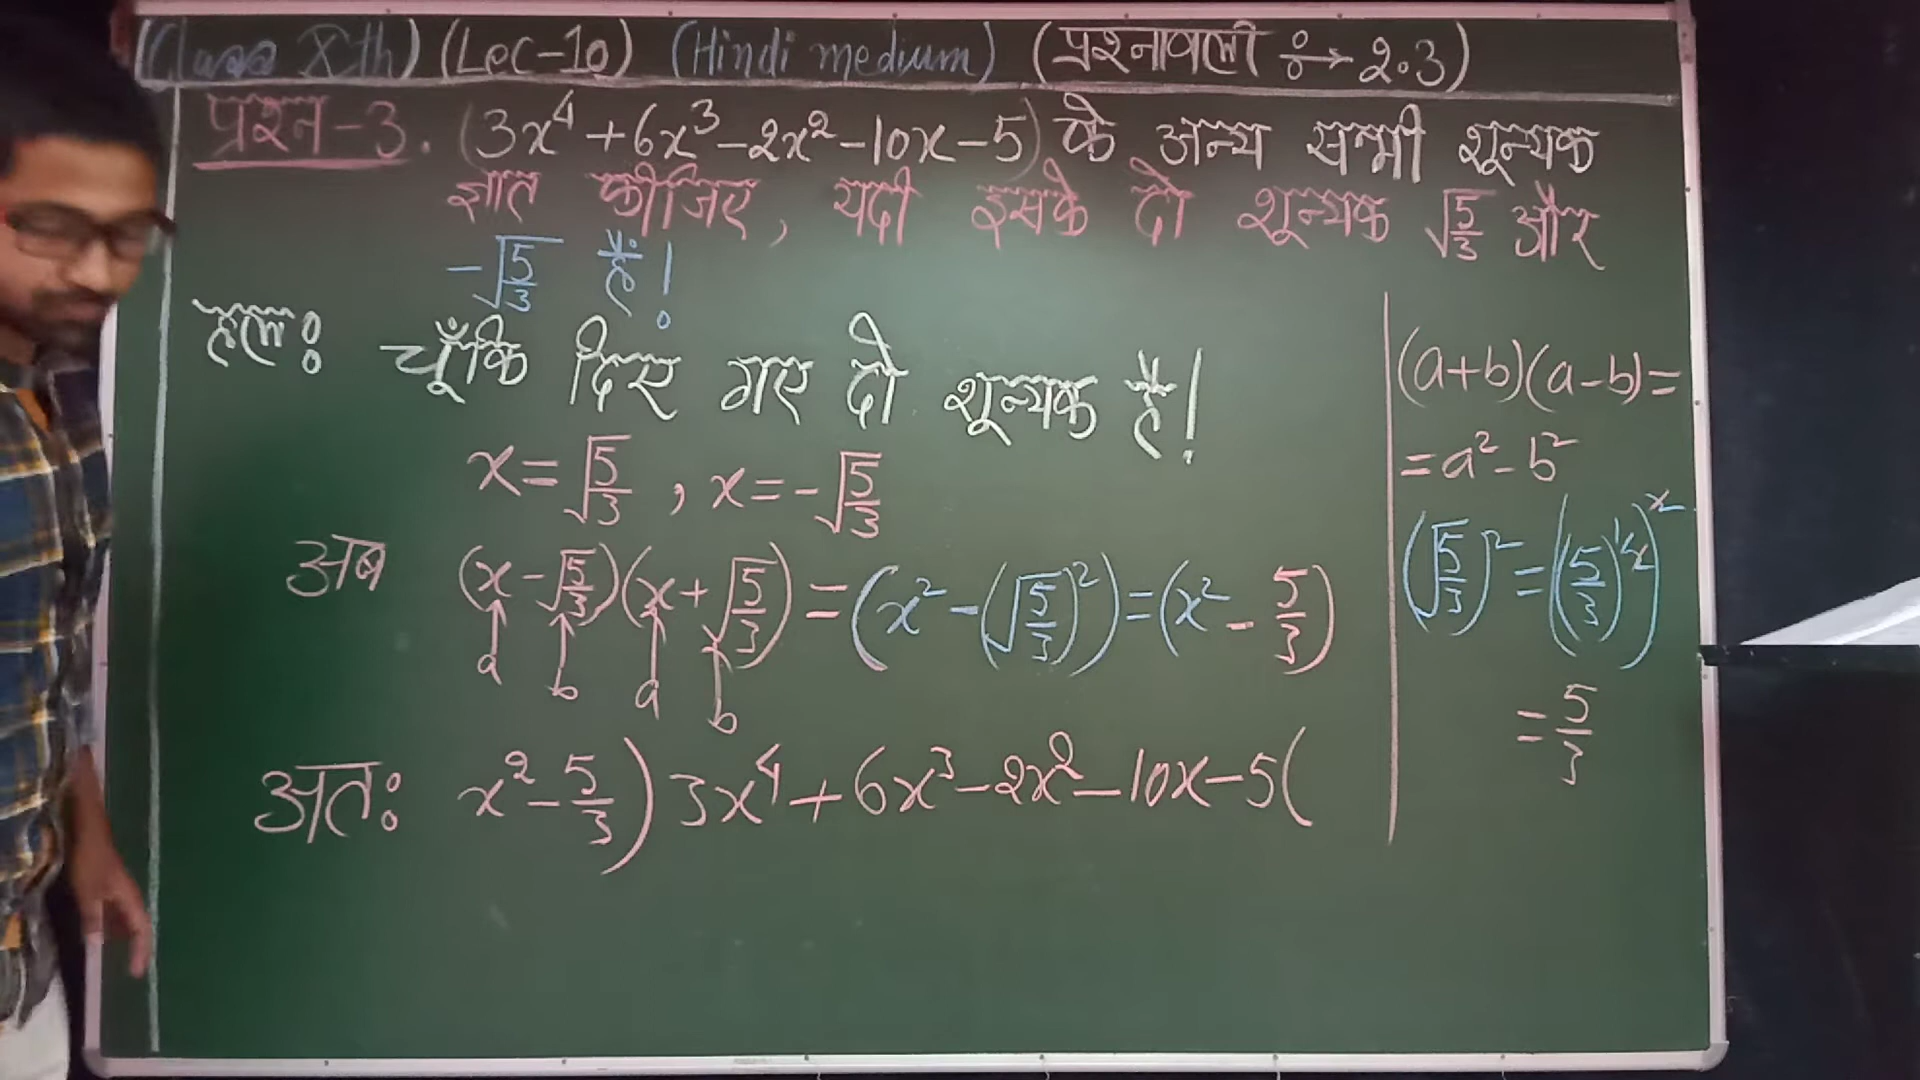 (Class Xth) (Lec-10) (Hindi medium) (प्रश्नावली ÷→ 2.3)
प्रश्न-3. (3x⁴+6x³-2x²-10x-5) के अन्य सभी शून्यक
ज्ञात कीजिए, यदी इसके दो शून्यक √(5/3) और
-√(5/3) हैं!
हल: चूँकि दिए गए दो शून्यक हैं!
x=√(5/3), x=-√(5/3)
अब (x-√(5/3))(x+√(5/3))=(x²-(√(5/3))²)=(x²-5/3)
a b a b
अतः x²-5/3)3x⁴+6x³-2x²-10x-5(
(a+b)(a-b)=
=a²-b²
(√(5/3))²=((5/3)^(1/2))^2
=5/3